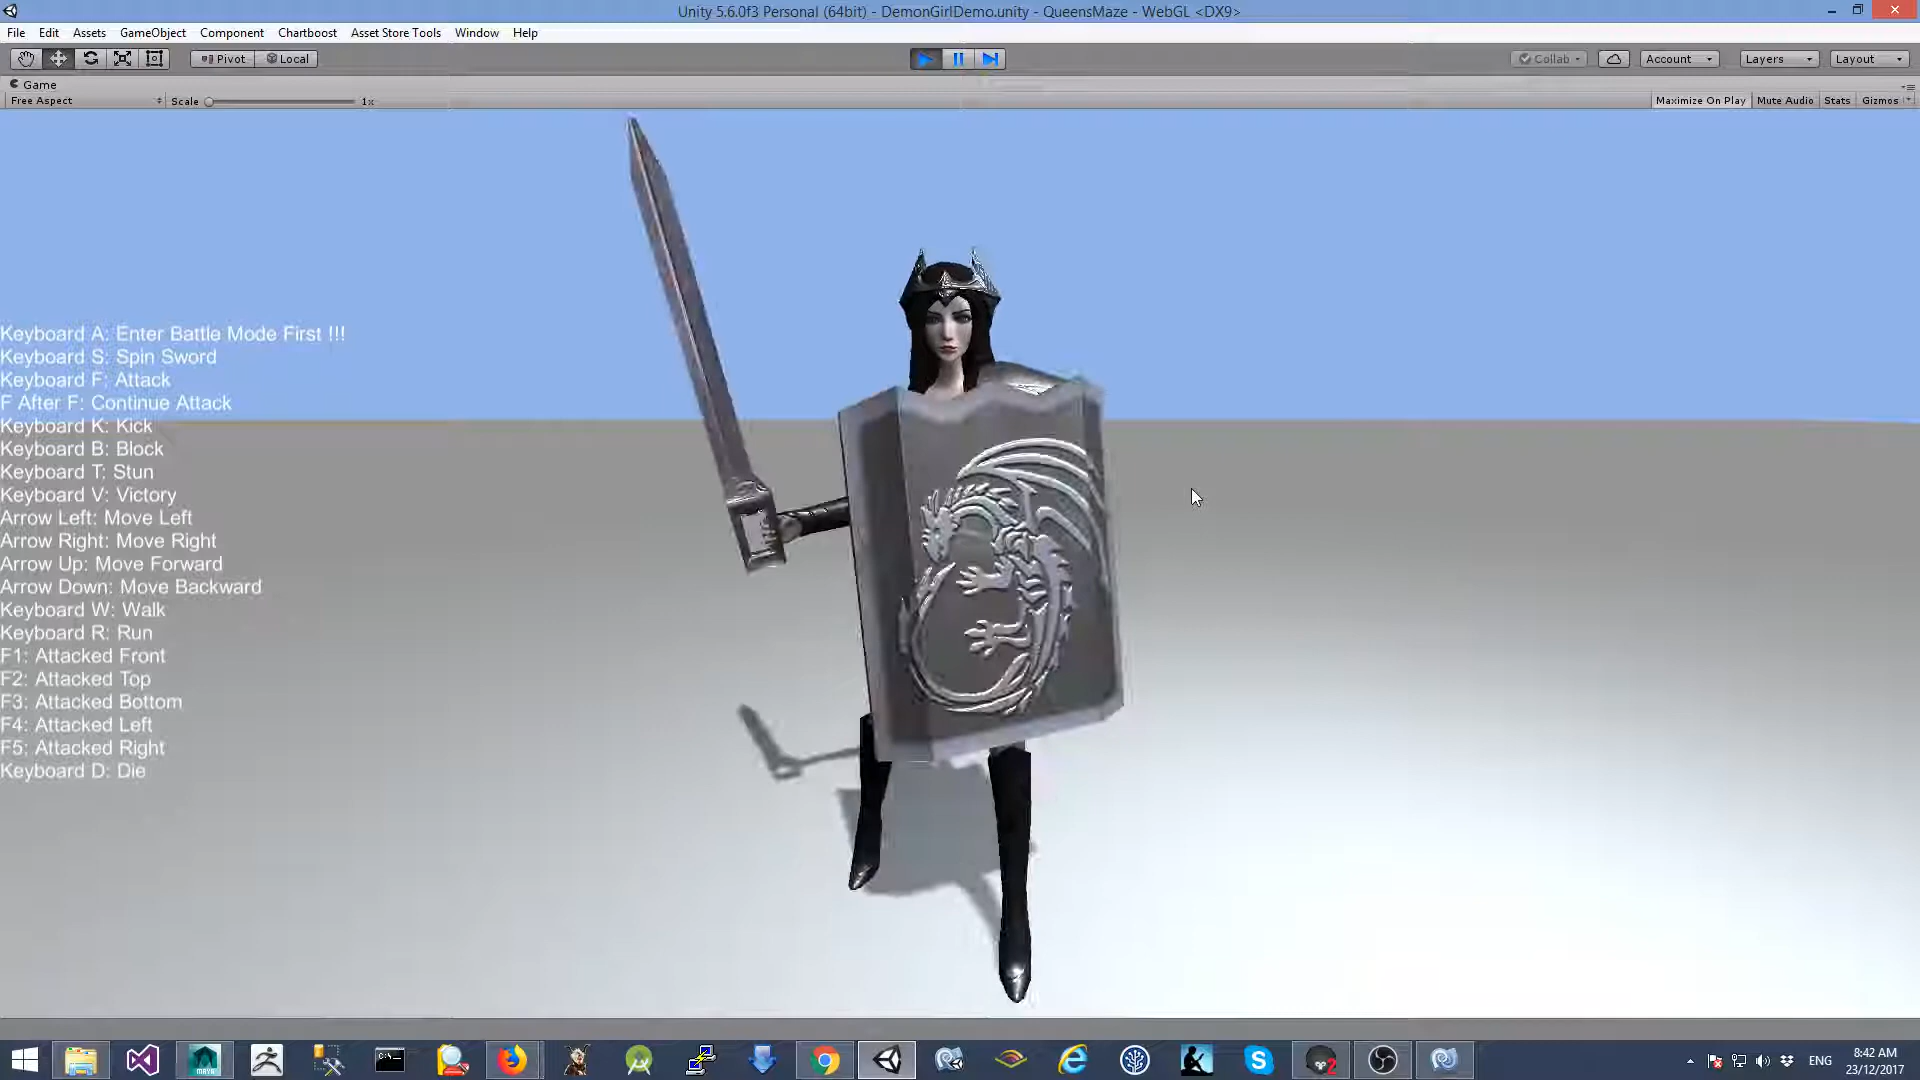 Unity 5.6.0f3 Personal (64bit) - DemonGirlDemo.unity - QueensMaze - WebGL <DX9>
File Edit Assets GameObject Component Chartboost Asset Store Tools Window Help
Pivot Local Collab Account Layers Layout
Game
Free Aspect Scale 1x Maximize On Play Mute Audio Stats Gizmos
Keyboard A: Enter Battle Mode First !!!
Keyboard S: Spin Sword
Keyboard F: Attack
F After F: Continue Attack
Keyboard K: Kick
Keyboard B: Block
Keyboard T: Stun
Keyboard V: Victory
Arrow Left: Move Left
Arrow Right: Move Right
Arrow Up: Move Forward
Arrow Down: Move Backward
Keyboard W: Walk
Keyboard R: Run
F1: Attacked Front
F2: Attacked Top
F3: Attacked Bottom
F4: Attacked Left
F5: Attacked Right
Keyboard D: Die
MAYA
C:\
2
ENG
8:42 AM
23/12/2017